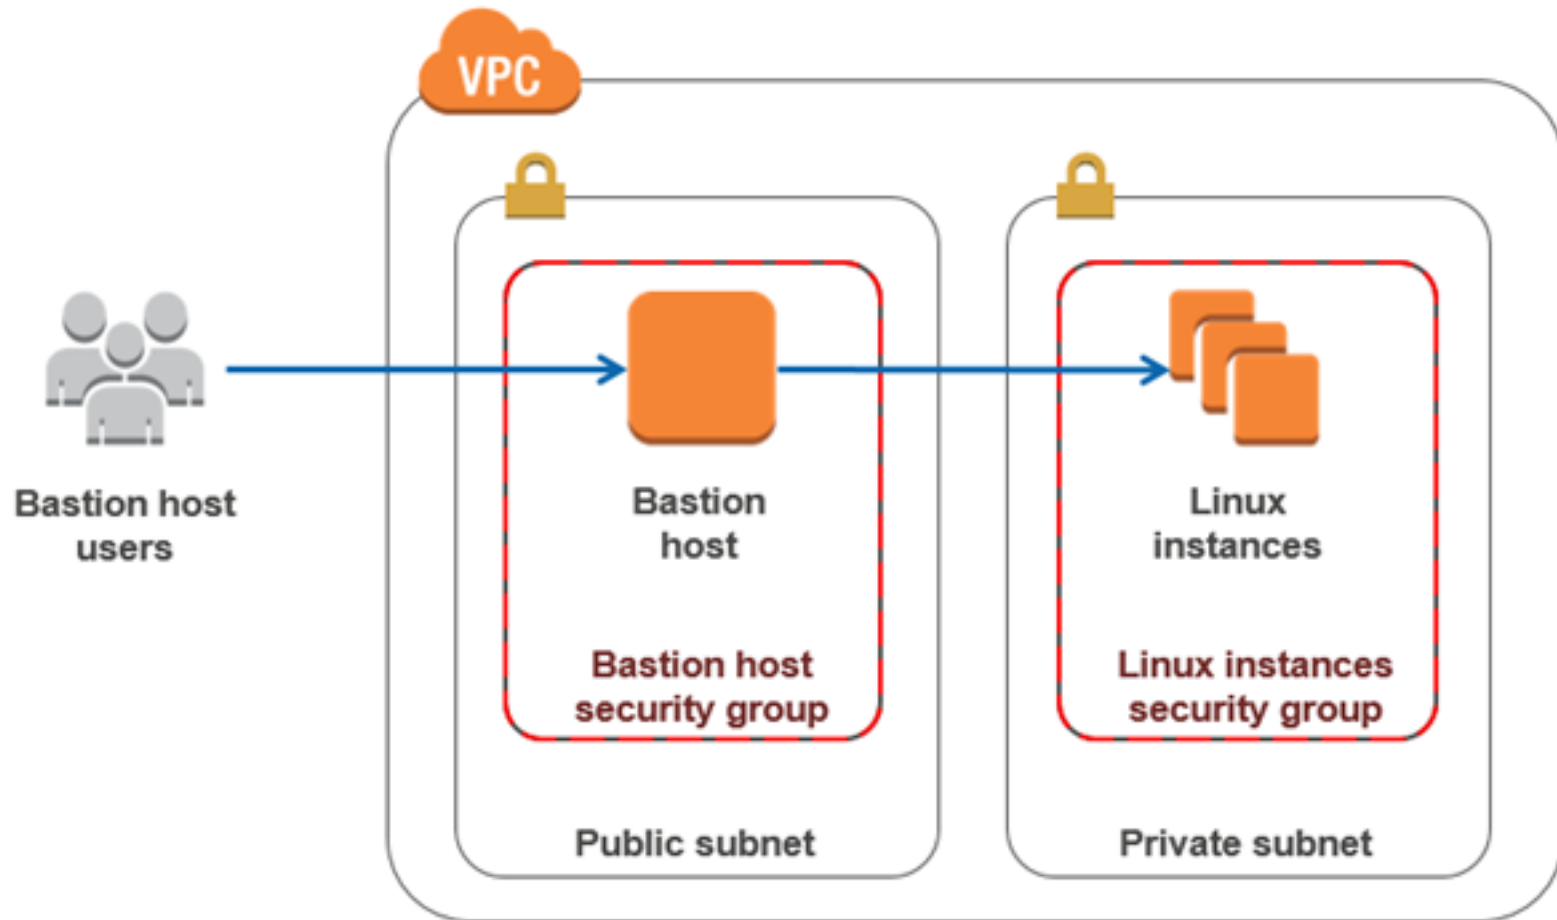 VPC
Bastion host
users
Bastion
host
Bastion host
security group
Public subnet
Linux
instances
Linux instances
security group
Private subnet